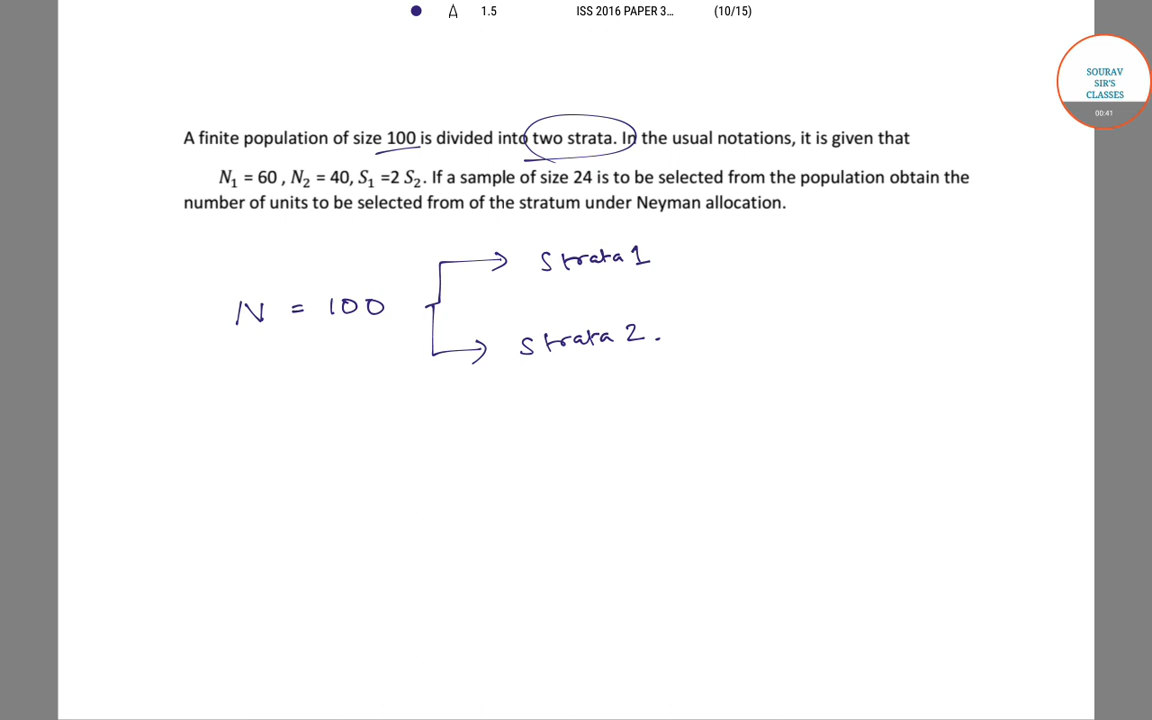 A 1.5 ISS 2016 PAPER 3... (10/15)
SOURAV
SIR'S
CLASSES
00:41
A finite population of size 100 is divided into two strata. In the usual notations, it is given that
N₁ = 60 , N₂ = 40, S₁ =2 S₂. If a sample of size 24 is to be selected from the population obtain the
number of units to be selected from of the stratum under Neyman allocation.
Strata 1
N = 100
Strata 2.